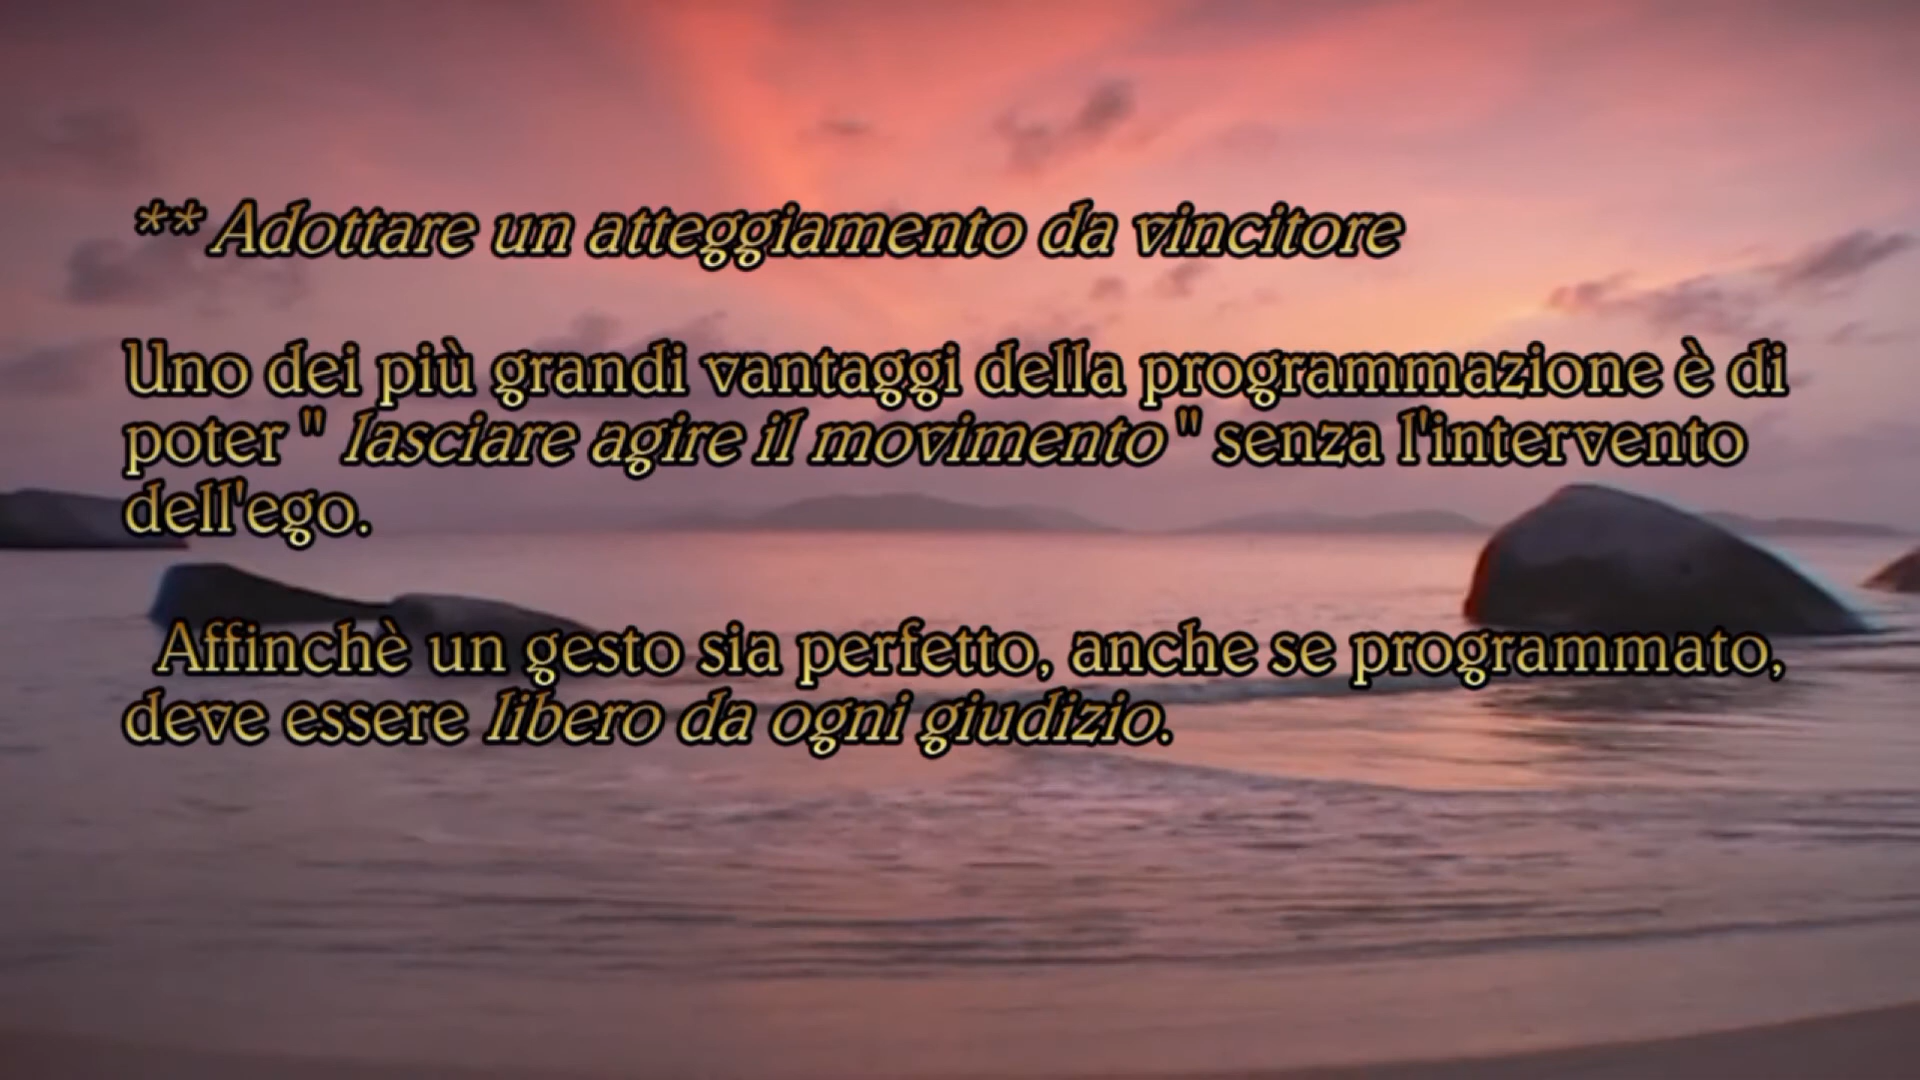 ** Adottare un atteggiamento da vincitore
Uno dei più grandi vantaggi della programmazione è di
poter " lasciare agire il movimento" senza l'intervento
dell'ego.
Affinchè un gesto sia perfetto, anche se programmato,
deve essere libero da ogni giudizio.